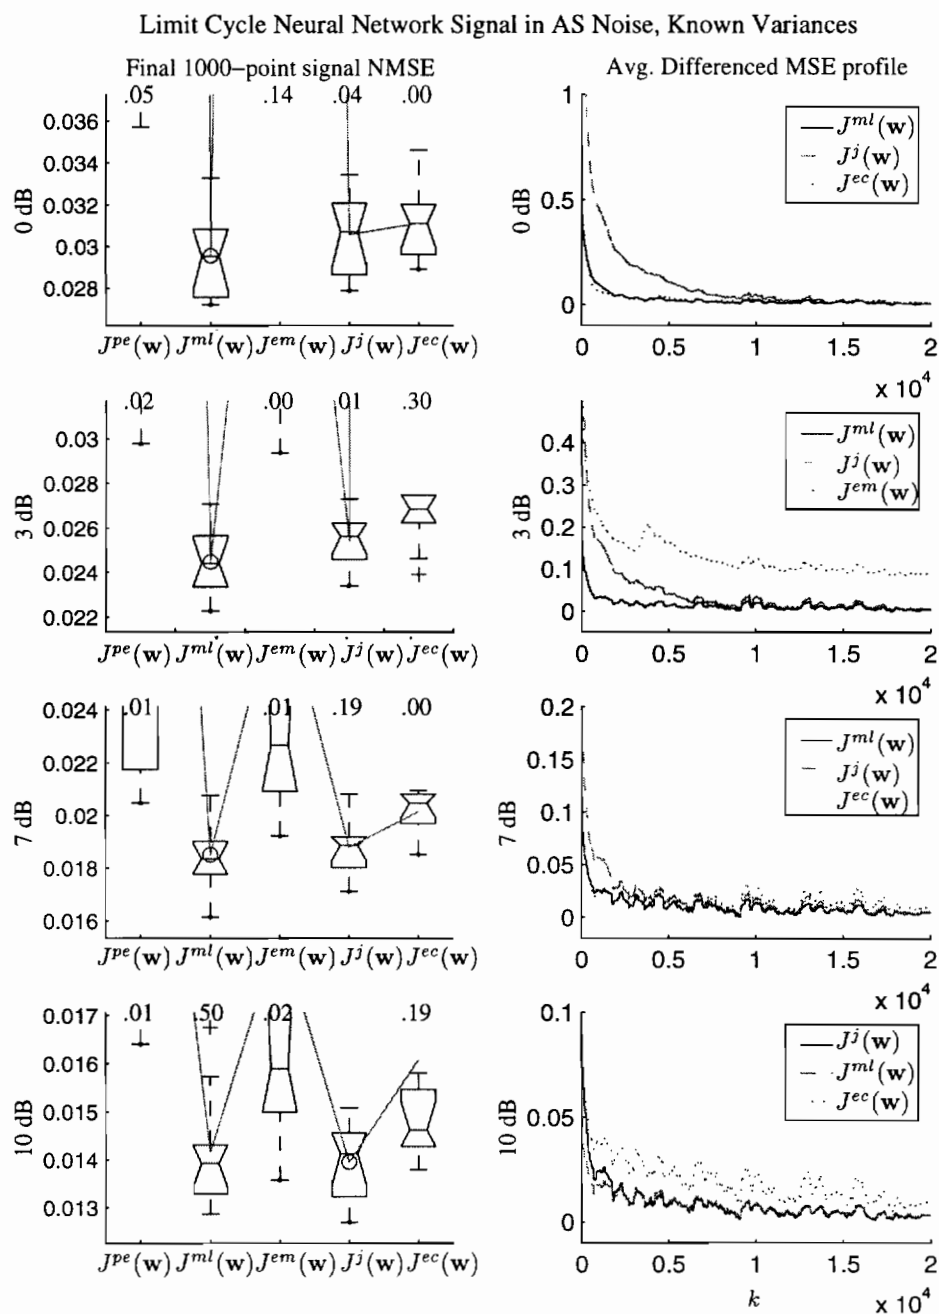 Limit Cycle Neural Network Signal in AS Noise, Known Variances
Final 1000–point signal NMSE
Avg. Differenced MSE profile
.05 .14 .04 .00
0.036
0.034
0.032
0.03
0.028
0 dB
J^pe(w) J^ml(w) J^em(w) J^j(w) J^ec(w)
1
0.5
0
0 dB
J^ml(w)
J^j(w)
J^ec(w)
0 0.5 1 1.5 2
x 10^4
.02 .00 .01 .30
0.03
0.028
0.026
0.024
0.022
3 dB
J^pe(w) J^ml(w) J^em(w) J^j(w) J^ec(w)
0.4
0.3
0.2
0.1
0
3 dB
J^ml(w)
J^j(w)
J^em(w)
0 0.5 1 1.5 2
x 10^4
.01 .01 .19 .00
0.024
0.022
0.02
0.018
0.016
7 dB
J^pe(w) J^ml(w) J^em(w) J^j(w) J^ec(w)
0.2
0.15
0.1
0.05
0
7 dB
J^ml(w)
J^j(w)
J^ec(w)
0 0.5 1 1.5 2
x 10^4
.01 .50 .02 .19
0.017
0.016
0.015
0.014
0.013
10 dB
J^pe(w) J^ml(w) J^em(w) J^j(w) J^ec(w)
0.1
0.05
0
10 dB
J^j(w)
J^ml(w)
J^ec(w)
0 0.5 1 1.5 2
k
x 10^4